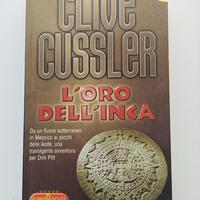 CLIVE
CUSSLER
L'ORO
DELL'INCA
Da un fiume sotterraneo
in Messico ai picchi
delle Ande, una
travolgente avventura
per Dirk Pitt